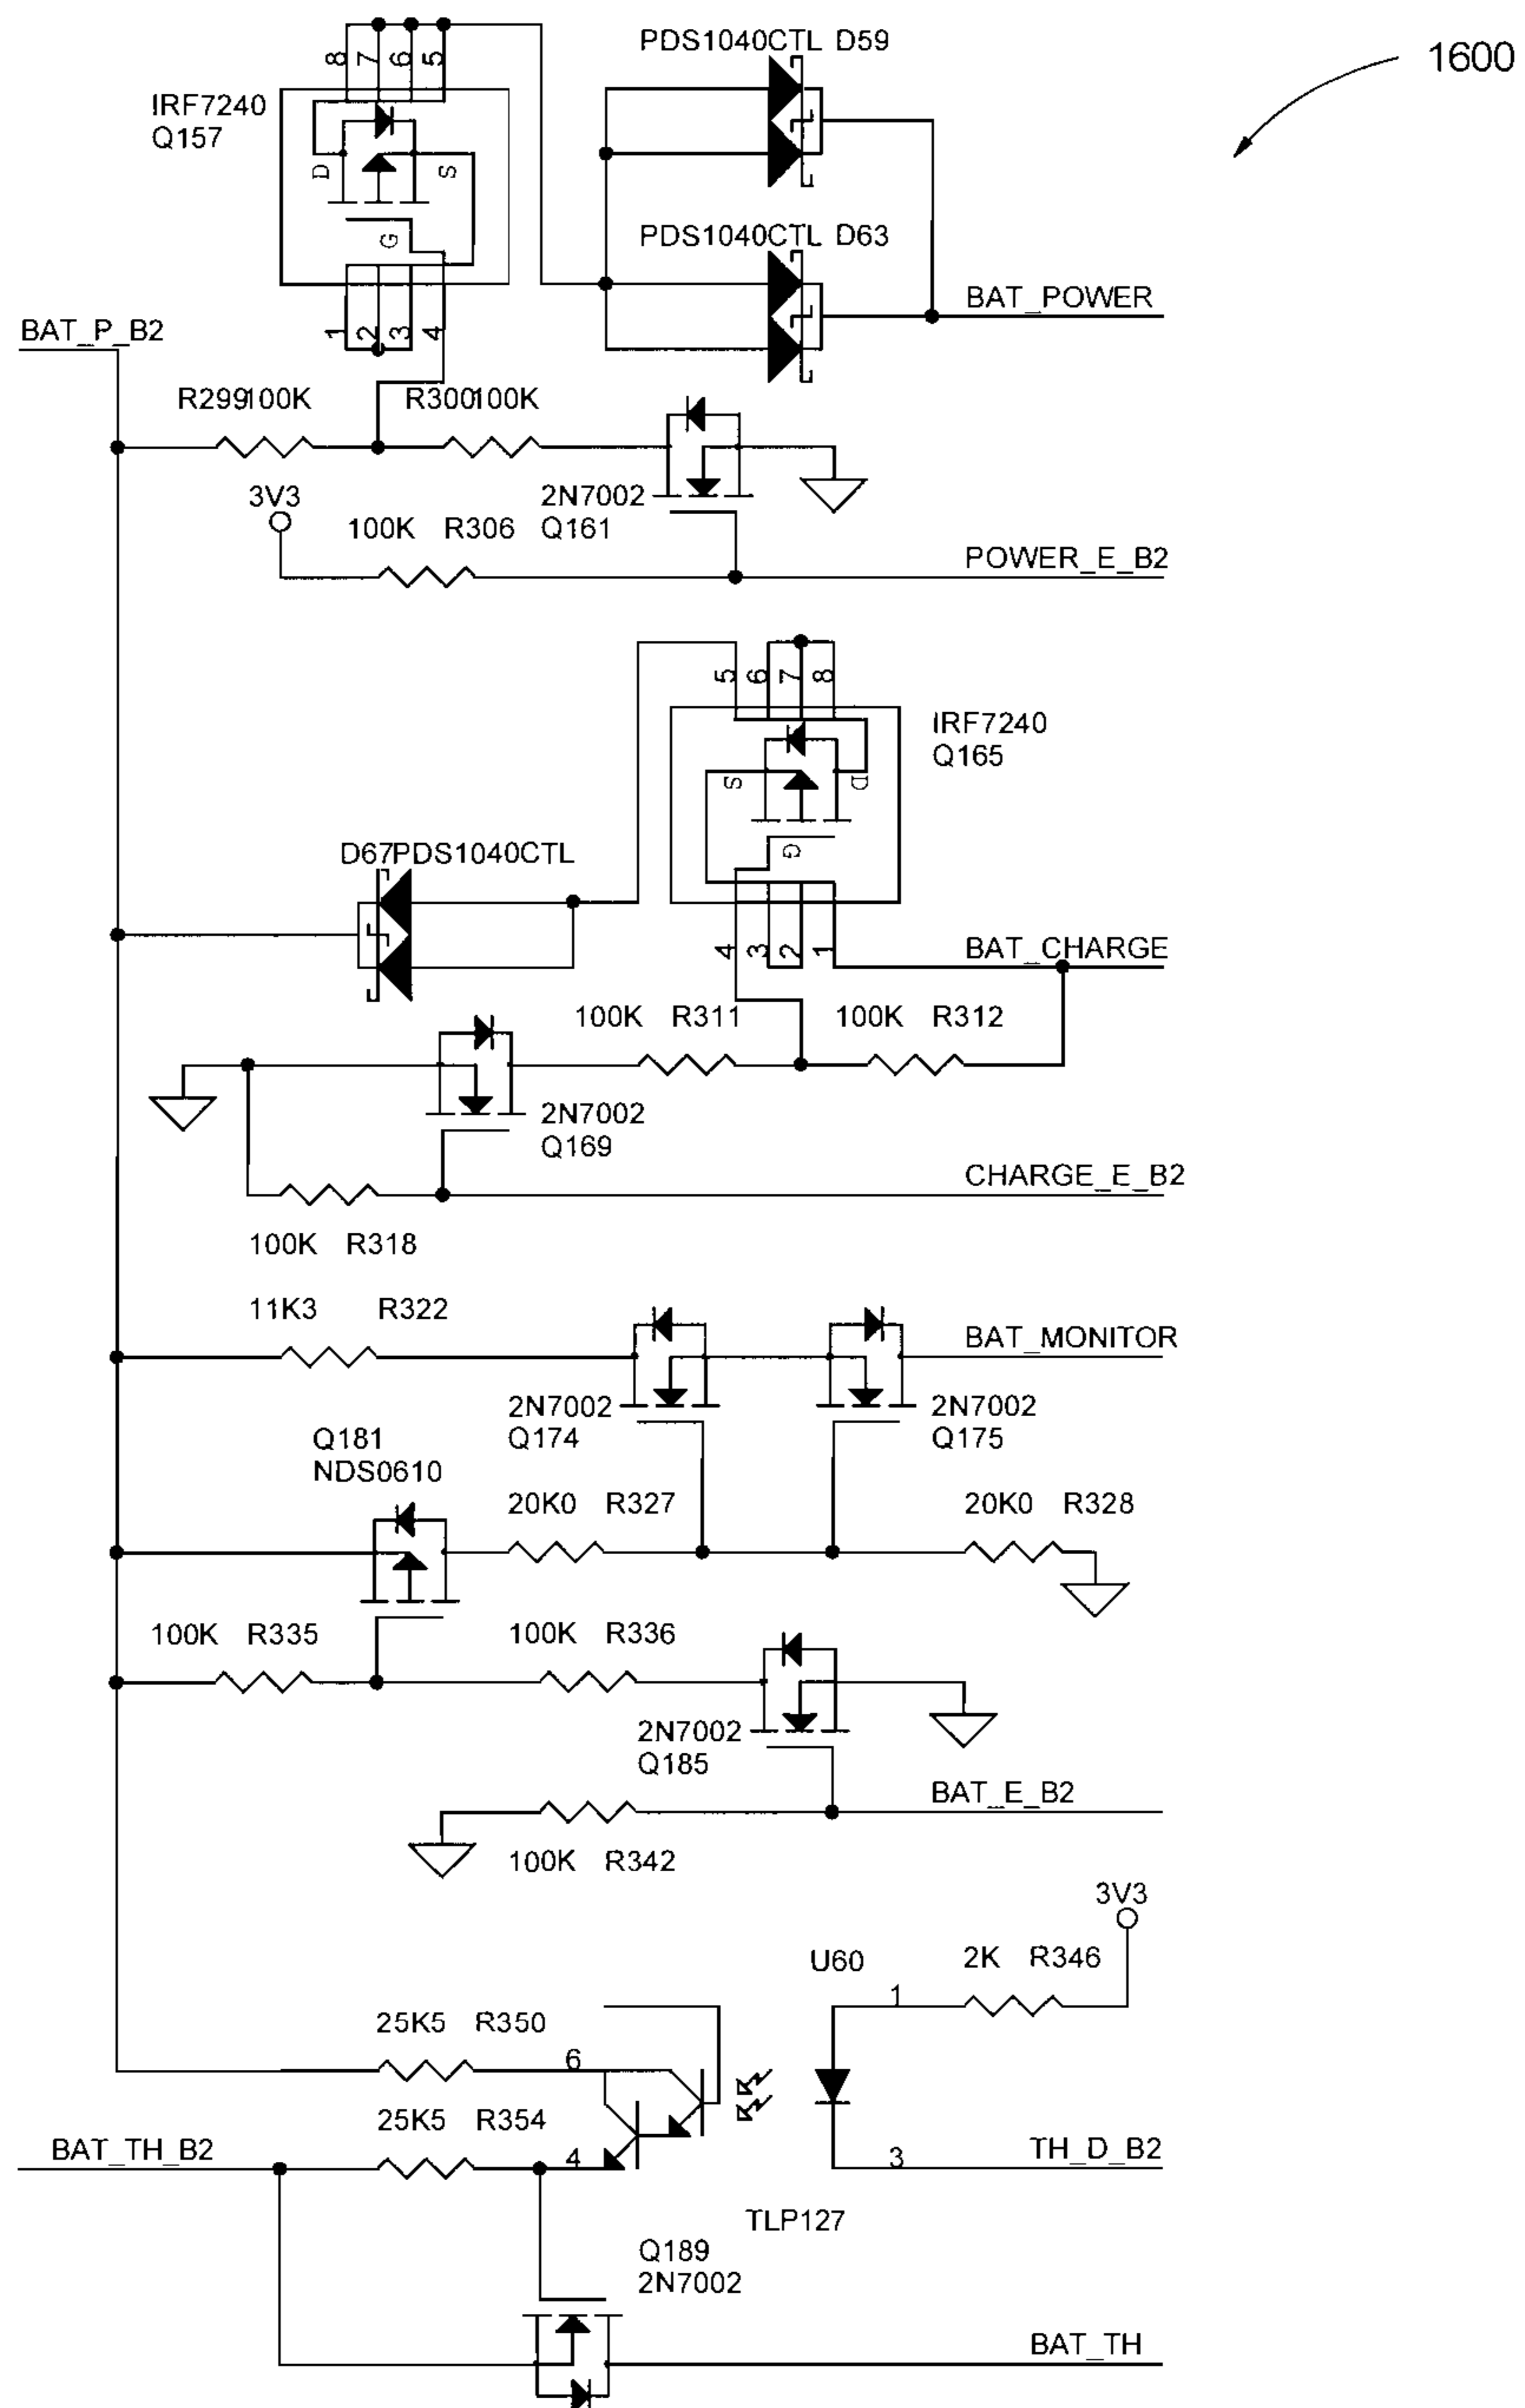 PDS1040CTL D59
1600
8 7 6 5
IRF7240
Q157
D S
G
PDS1040CTL D63
BAT_POWER
BAT_P_B2
1 2 3 4
R299100K
R300100K
3V3
2N7002
Q161
100K R306
POWER_E_B2
5 6 7 8
IRF7240
Q165
S D
G
D67PDS1040CTL
4 3 2 1
BAT_CHARGE
100K R311
100K R312
2N7002
Q169
CHARGE_E_B2
100K R318
11K3 R322
BAT_MONITOR
2N7002
Q174
2N7002
Q175
Q181
NDS0610
20K0 R327
20K0 R328
100K R335
100K R336
2N7002
Q185
BAT_E_B2
100K R342
3V3
U60
2K R346
1
25K5 R350
6
25K5 R354
BAT_TH_B2
4
3
TH_D_B2
TLP127
Q189
2N7002
BAT_TH